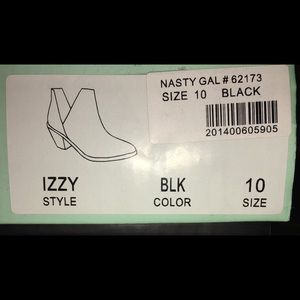 NASTY GAL # 62173
SIZE 10 BLACK
201400605905
IZZY BLK 10
STYLE COLOR SIZE